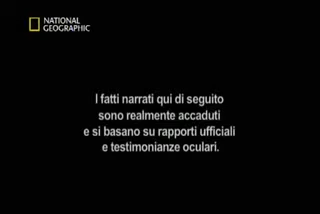 NATIONAL
GEOGRAPHIC
I fatti narrati qui di seguito
sono realmente accaduti
e si basano su rapporti ufficiali
e testimonianze oculari.